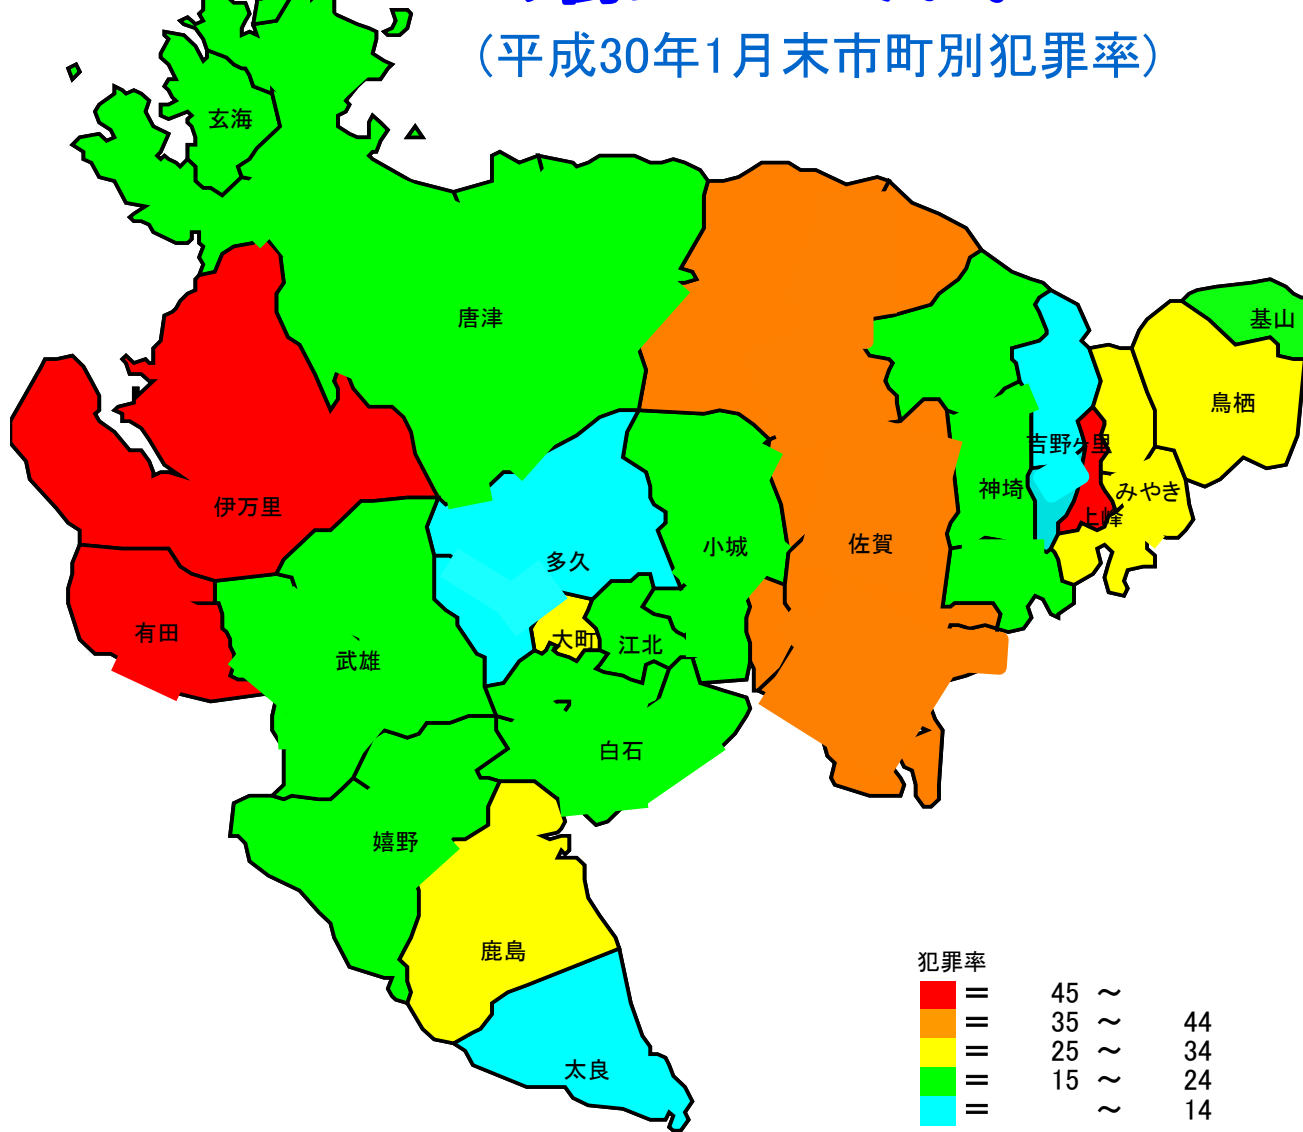 (平成30年1月末市町別犯罪率)
玄海
唐津
基山
鳥栖
吉野ヶ里
神埼
みやき
上峰
伊万里
佐賀
小城
多久
有田
大町
江北
武雄
白石
嬉野
鹿島
太良
犯罪率
= 45 ～
= 35 ～ 44
= 25 ～ 34
= 15 ～ 24
= ～ 14